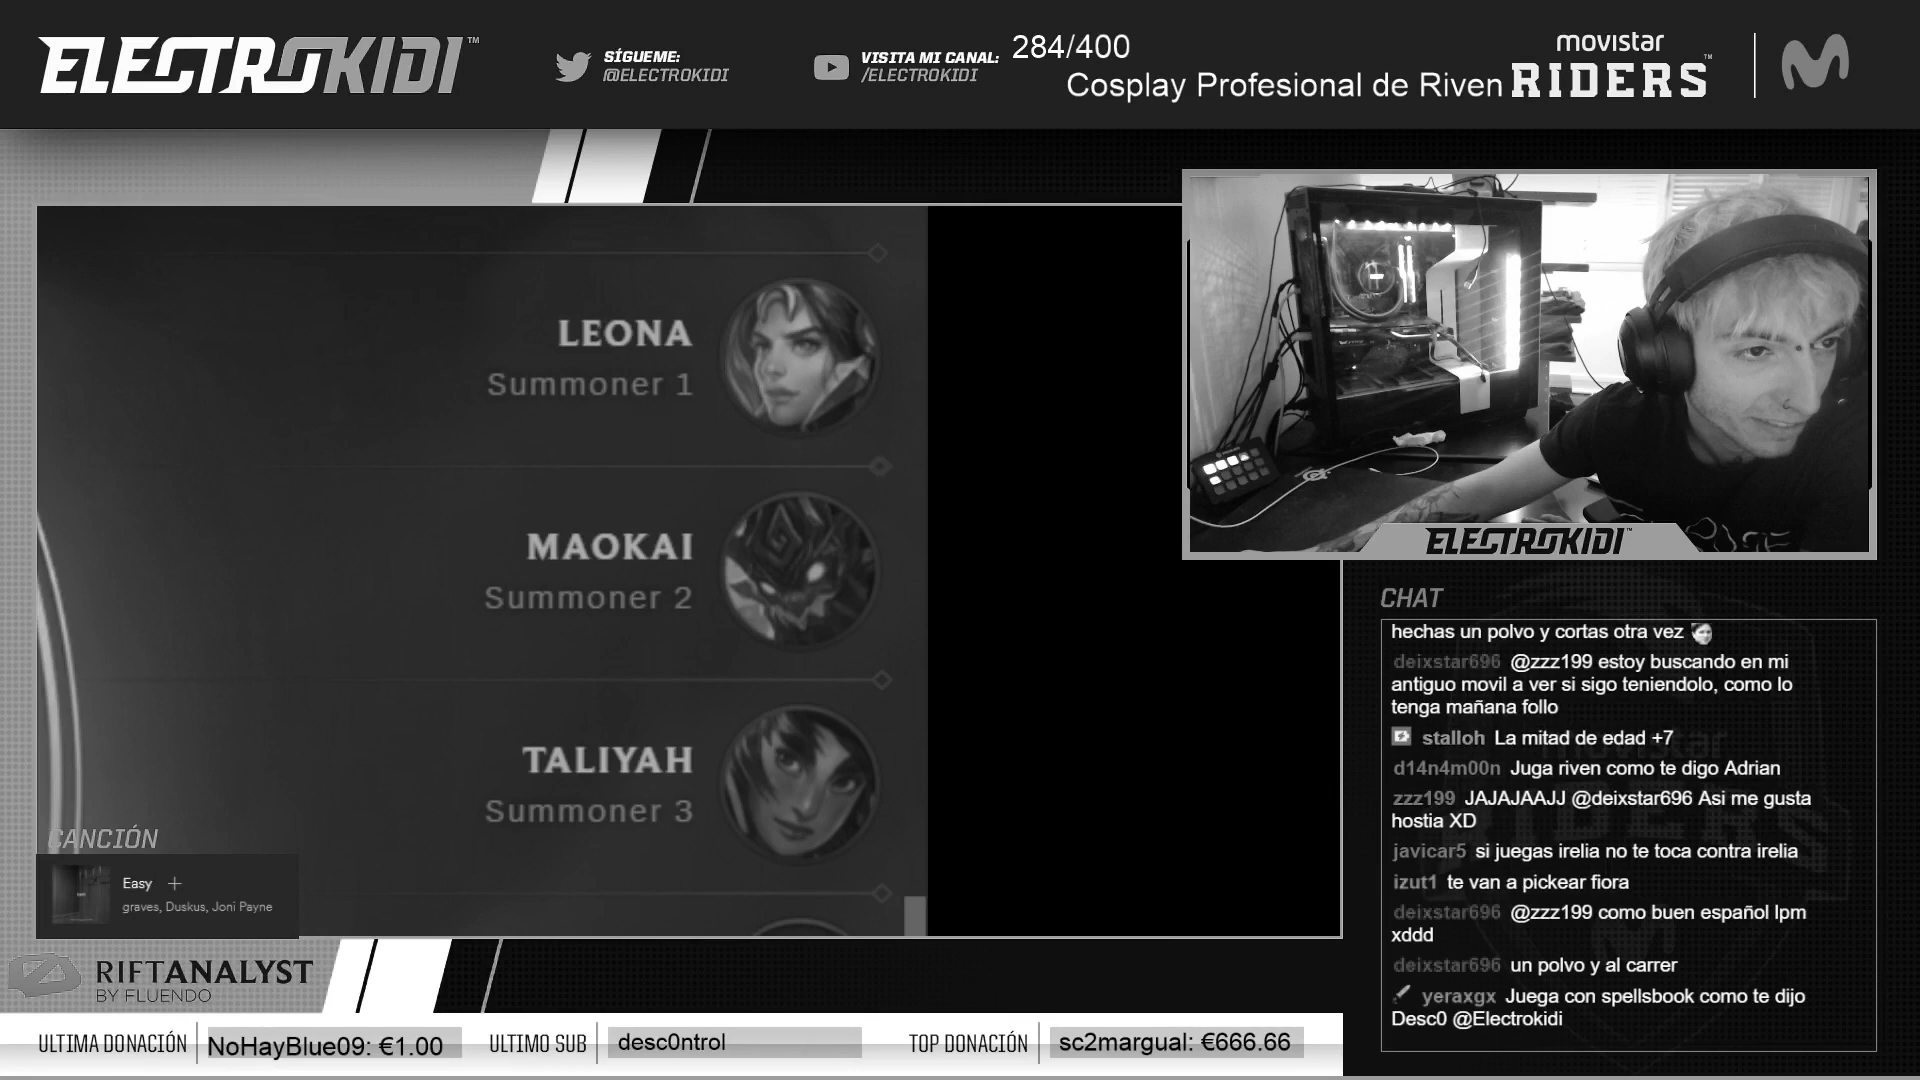 ELECTROKIDI™
SÍGUEME:
@ELECTROKIDI
VISITA MI CANAL:
/ELECTROKIDI
284/400
Cosplay Profesional de Riven
movistar
RIDERS™
LEONA
Summoner 1
MAOKAI
Summoner 2
TALIYAH
Summoner 3
CANCIÓN
Easy +
graves, Duskus, Joni Payne
ELECTROKIDI™
CHAT
hechas un polvo y cortas otra vez
deixstar696 @zzz199 estoy buscando en mi
antiguo movil a ver si sigo teniendolo, como lo
tenga mañana follo
stalloh La mitad de edad +7
d14n4m00n Juga riven como te digo Adrian
zzz199 JAJAJAAJJ @deixstar696 Asi me gusta
hostia XD
javicar5 si juegas irelia no te toca contra irelia
izut1 te van a pickear fiora
deixstar696 @zzz199 como buen español lpm
xddd
deixstar696 un polvo y al carrer
yeraxgx Juega con spellsbook como te dijo
Desc0 @Electrokidi
RIFTANALYST
BY FLUENDO
ULTIMA DONACIÓN
NoHayBlue09: €1.00
ULTIMO SUB
desc0ntrol
TOP DONACIÓN
sc2margual: €666.66